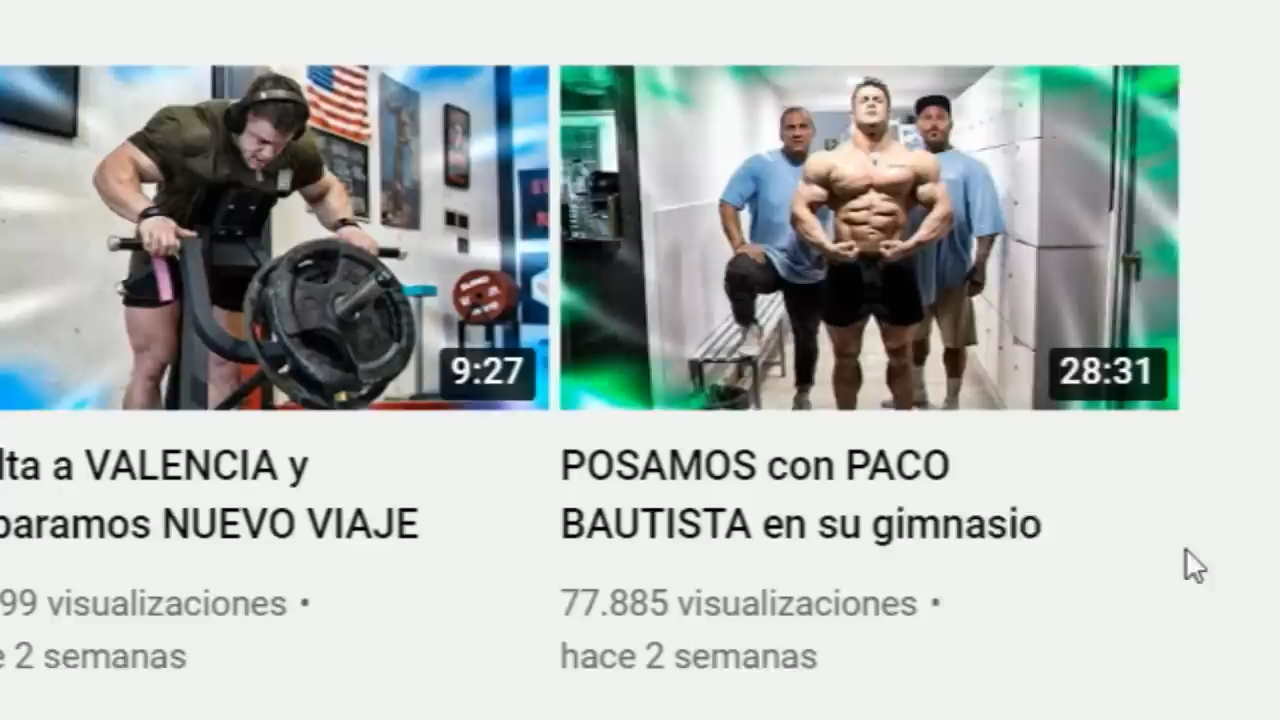 9:27
28:31
lta a VALENCIA y
paramos NUEVO VIAJE
99 visualizaciones •
e 2 semanas
POSAMOS con PACO
BAUTISTA en su gimnasio
77.885 visualizaciones •
hace 2 semanas